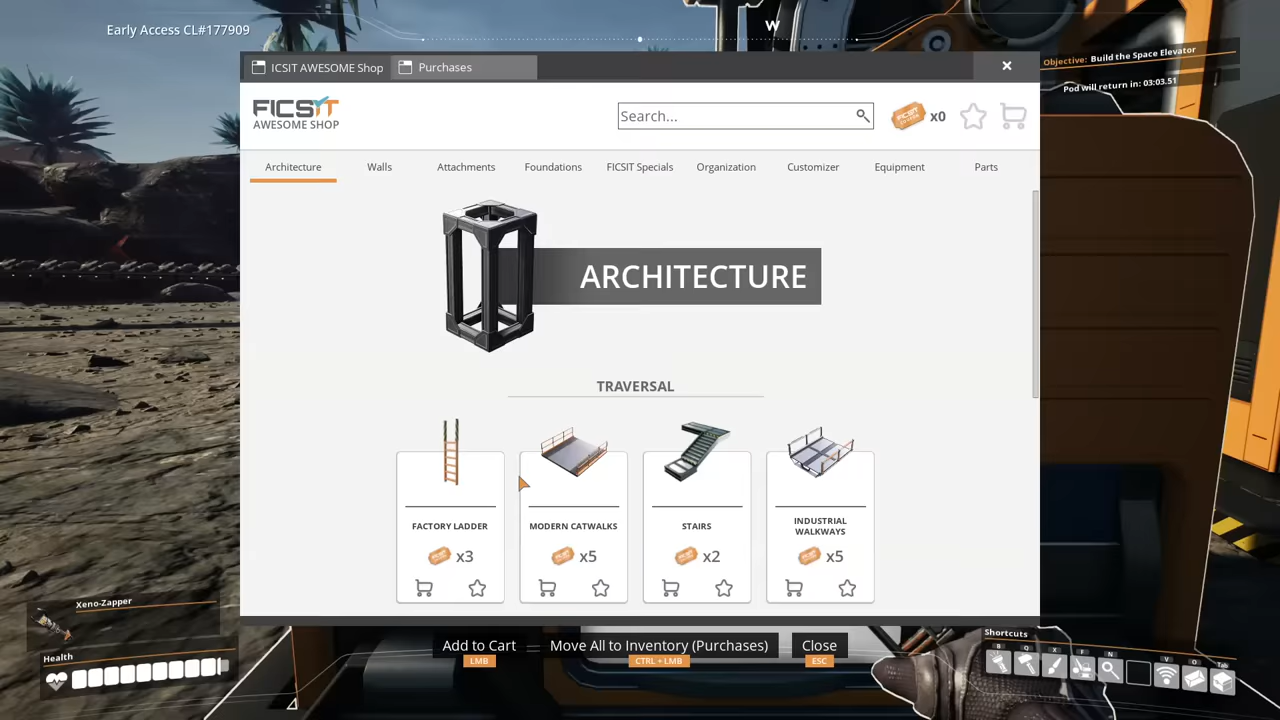 Early Access CL#177909
W
Objective: Build the Space Elevator
Pod will return in: 03:03.51
ICSIT AWESOME Shop
Purchases
FICSIT
AWESOME SHOP
Search...
x0
Architecture
Walls
Attachments
Foundations
FICSIT Specials
Organization
Customizer
Equipment
Parts
ARCHITECTURE
TRAVERSAL
FACTORY LADDER
x3
MODERN CATWALKS
x5
STAIRS
x2
INDUSTRIAL
WALKWAYS
x5
Xeno-Zapper
Health
Add to Cart
LMB
Move All to Inventory (Purchases)
CTRL + LMB
Close
ESC
Shortcuts
B
Q
X
F
N
V
O
Tab